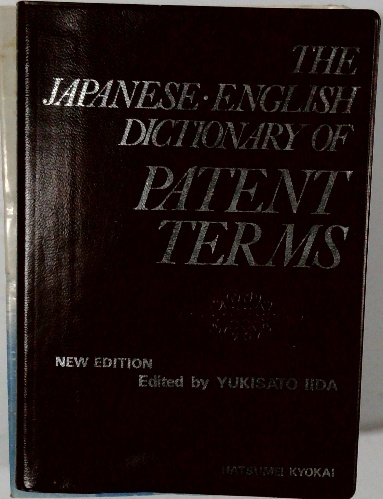 THE
JAPANESE·ENGLISH
DICTIONARY OF
PATENT
TERMS
NEW EDITION
Edited by YUKISATO IIDA
HATSUMEI KYOKAI